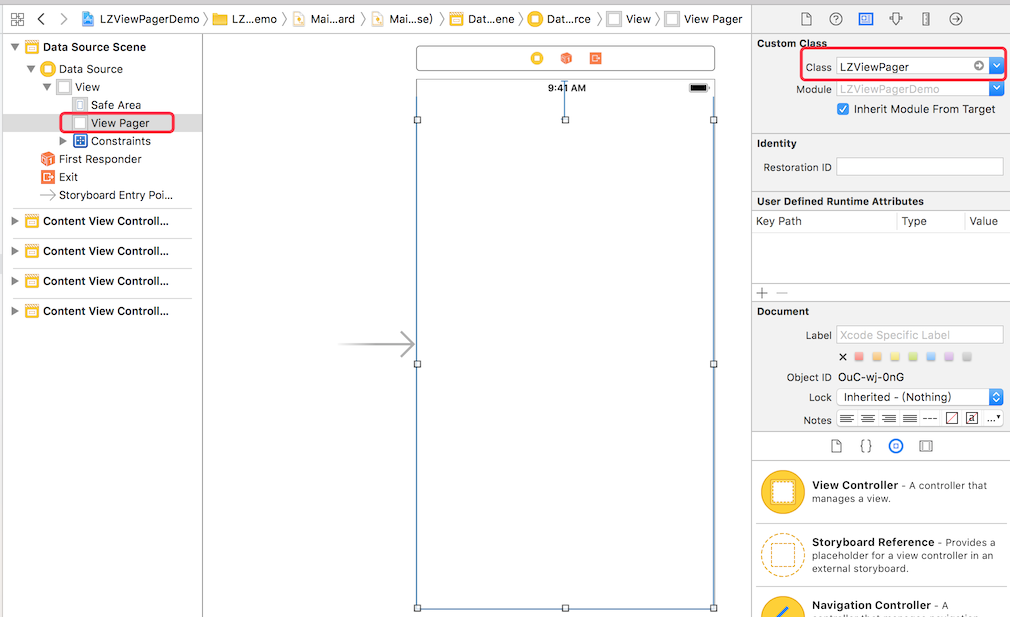 LZViewPagerDemo
LZ...emo
Mai...ard
Mai...se)
Dat...ene
Dat...rce
View
View Pager
Data Source Scene
Data Source
View
Safe Area
View Pager
Constraints
First Responder
Exit
Storyboard Entry Poi...
Content View Controll...
Content View Controll...
Content View Controll...
Content View Controll...
9:41 AM
Custom Class
Class LZViewPager
Module LZViewPagerDemo
Inherit Module From Target
Identity
Restoration ID
User Defined Runtime Attributes
Key Path Type Value
Document
Label Xcode Specific Label
Object ID OuC-wj-0nG
Lock Inherited - (Nothing)
Notes
View Controller - A controller that
manages a view.
Storyboard Reference - Provides a
placeholder for a view controller in an
external storyboard.
Navigation Controller - A
controller that manages navigation